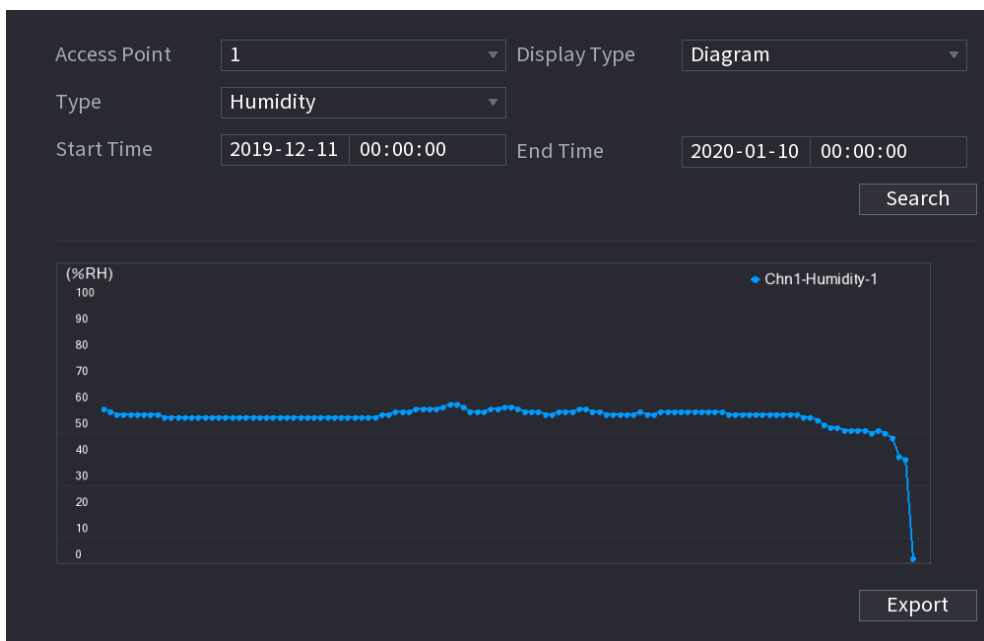 Access Point 1 Display Type Diagram
Type Humidity
Start Time 2019-12-11 00:00:00 End Time 2020-01-10 00:00:00
Search
(%RH)
Chn1-Humidity-1
100
90
80
70
60
50
40
30
20
10
0
Export